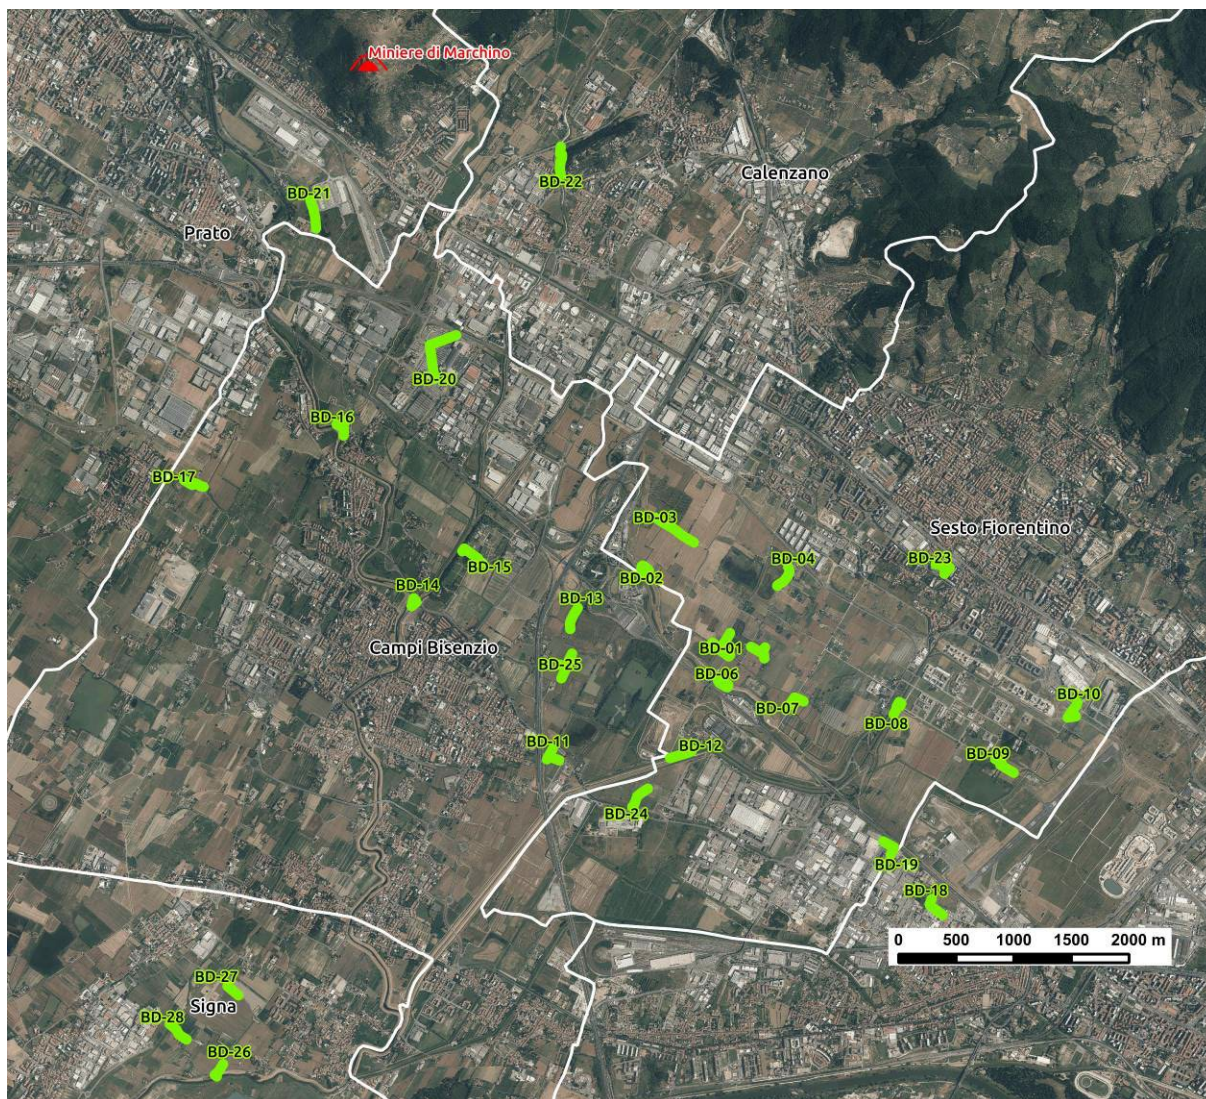 Miniere di Marchino
BD-22
Calenzano
BD-21
Prato
BD-20
BD-16
BD-17
BD-03
Sesto Fiorentino
BD-04
BD-23
BD-15
BD-02
BD-14
BD-13
Campi Bisenzio
BD-01
BD-25
BD-06
BD-10
BD-07
BD-08
BD-11
BD-12
BD-09
BD-24
BD-19
BD-18
0 500 1000 1500 2000 m
BD-27
Signa
BD-28
BD-26